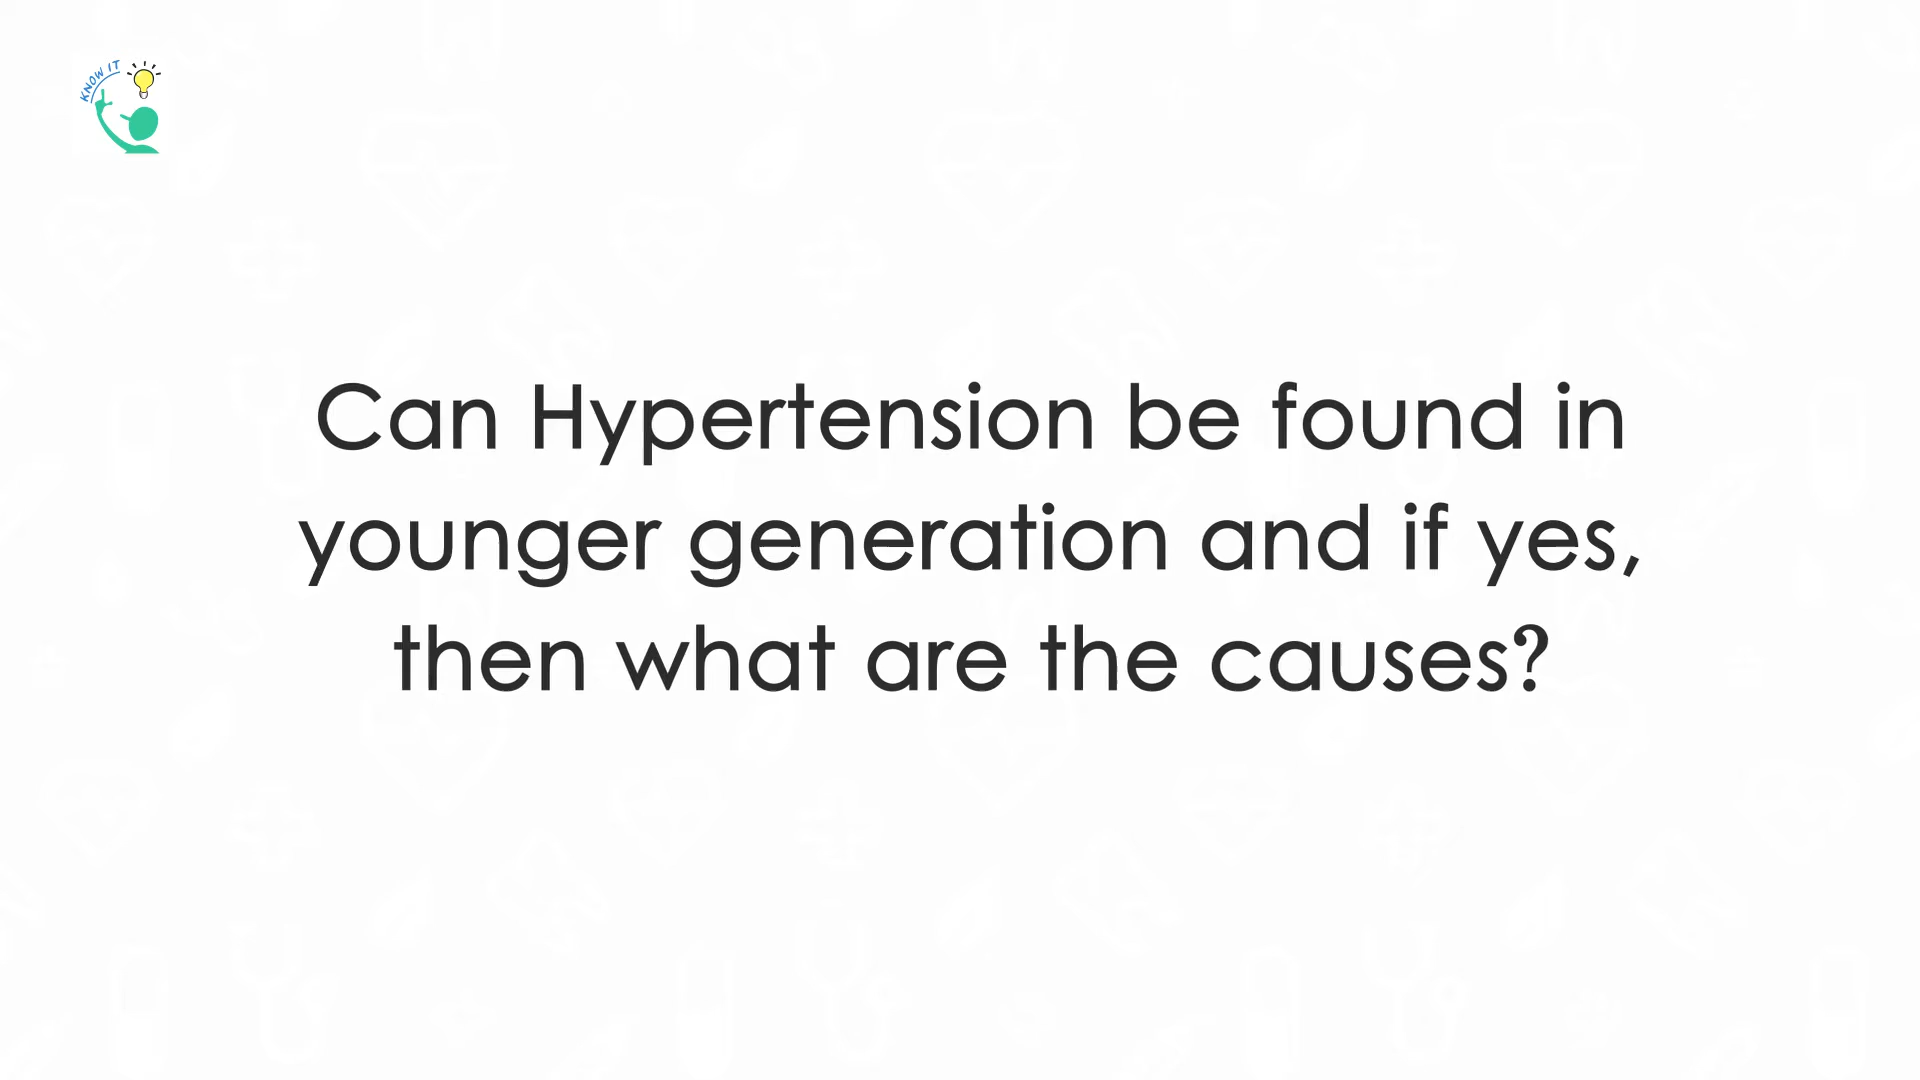 KNOW IT
Can Hypertension be found in
younger generation and if yes,
then what are the causes?